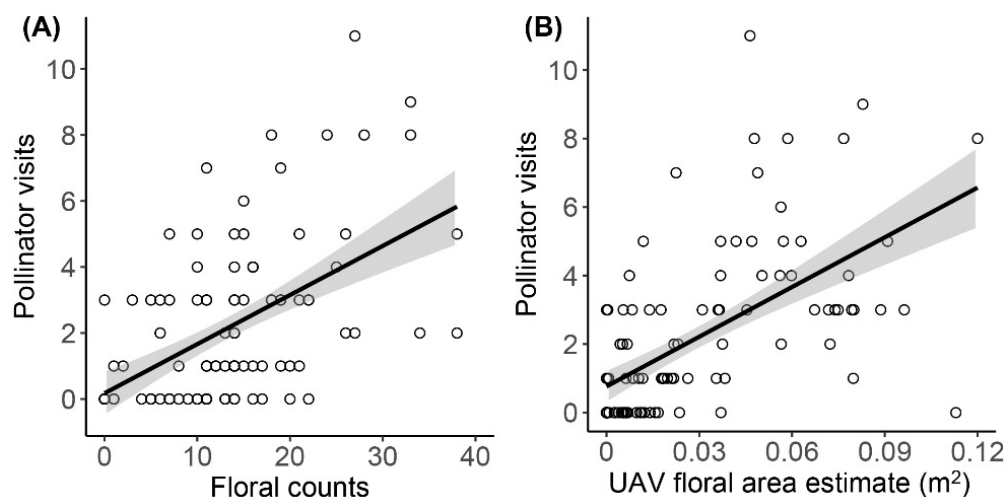 (A)
Pollinator visits
10
8
6
4
2
0
0 10 20 30 40
Floral counts
(B)
Pollinator visits
10
8
6
4
2
0
0 0.03 0.06 0.09 0.12
UAV floral area estimate (m²)